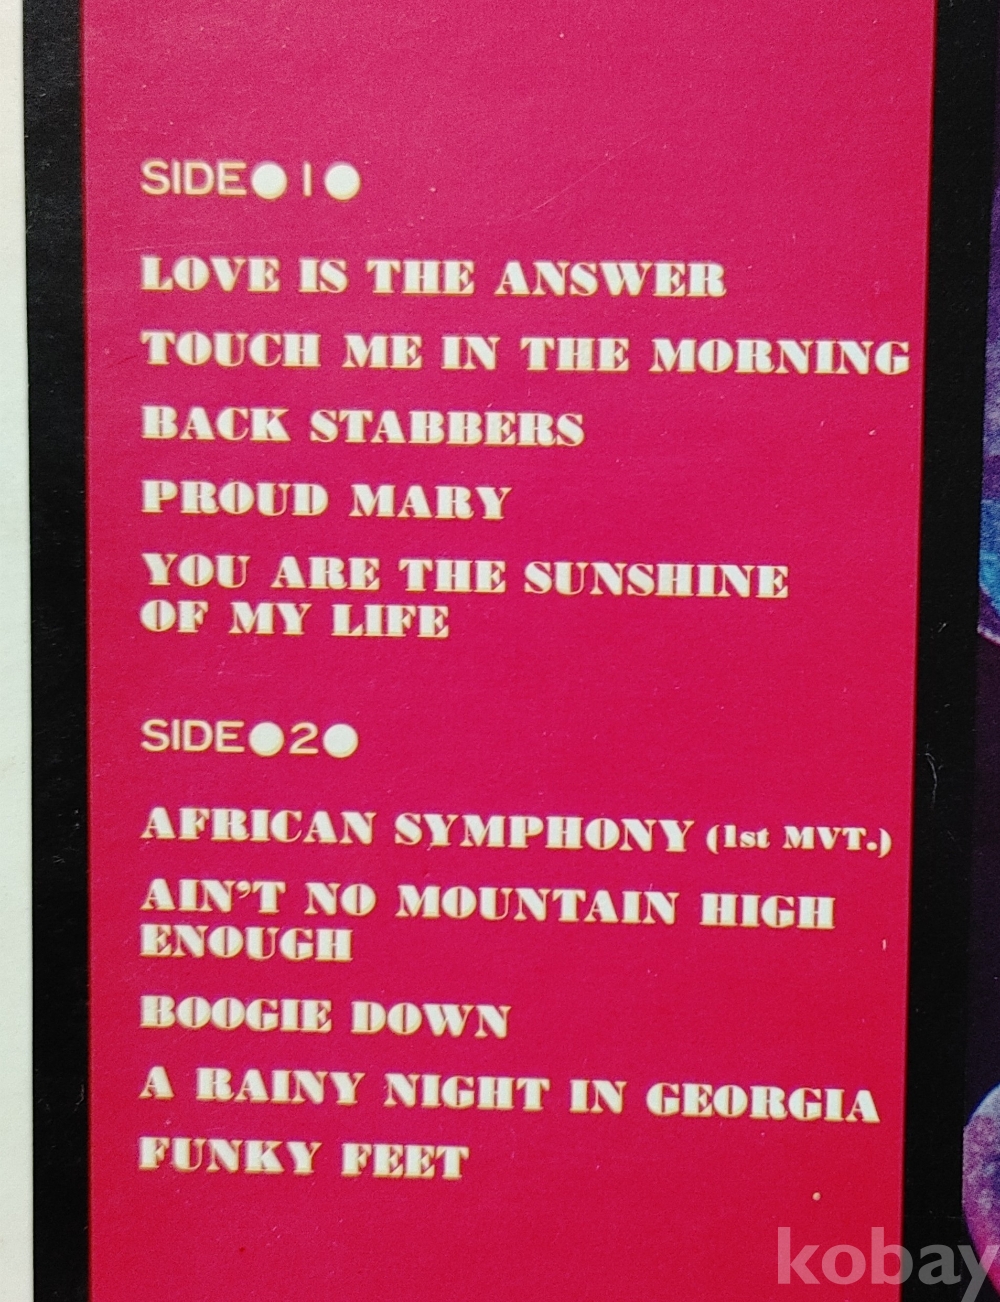 SIDE●1●
LOVE IS THE ANSWER
TOUCH ME IN THE MORNING
BACK STABBERS
PROUD MARY
YOU ARE THE SUNSHINE
OF MY LIFE
SIDE●2●
AFRICAN SYMPHONY (1st MVT.)
AIN'T NO MOUNTAIN HIGH
ENOUGH
BOOGIE DOWN
A RAINY NIGHT IN GEORGIA
FUNKY FEET
kobay